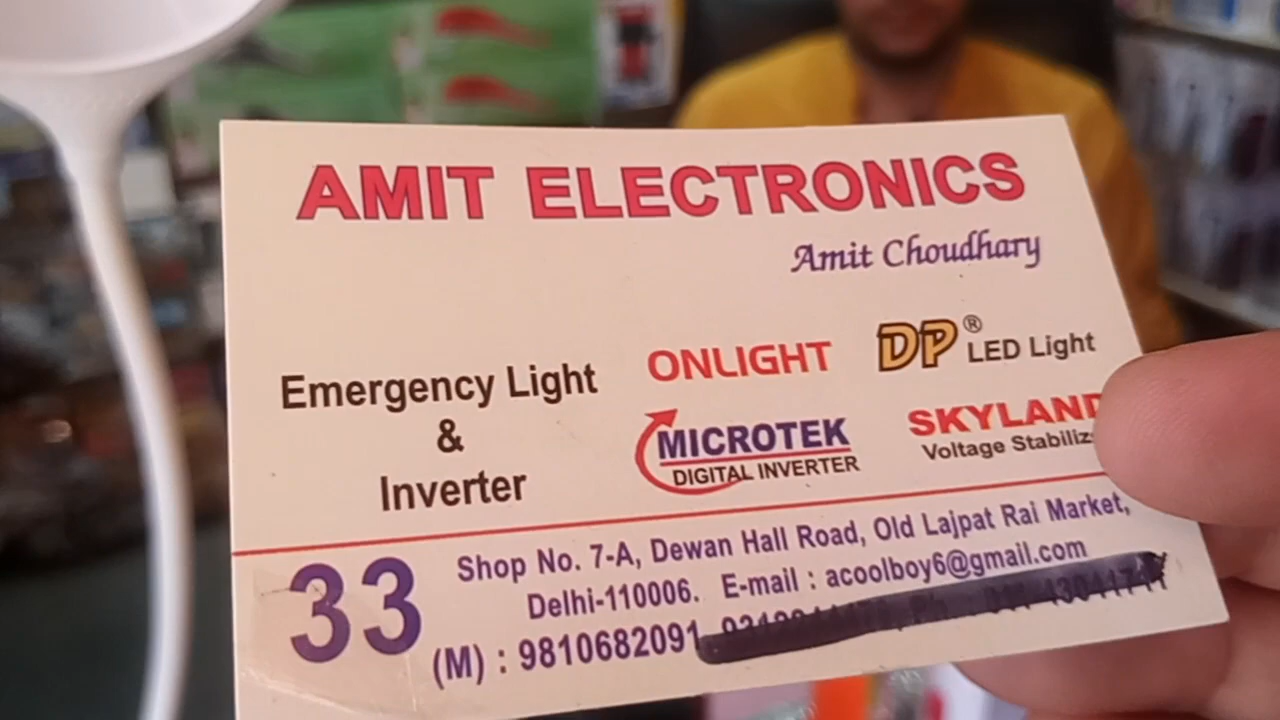 AMIT ELECTRONICS
Amit Choudhary
Emergency Light
&
Inverter
ONLIGHT
DP® LED Light
MICROTEK
DIGITAL INVERTER
SKYLAND
Voltage
33
Shop No. 7-A, Dewan Hall Road, Old Lajpat Rai Market,
Delhi-110006. E-mail : acoolboy6@gmail.com
(M) : 9810682091